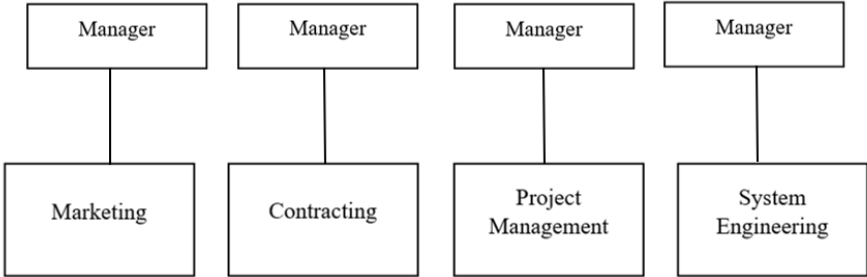 Manager
Manager
Manager
Manager
Marketing
Contracting
Project
Management
System
Engineering